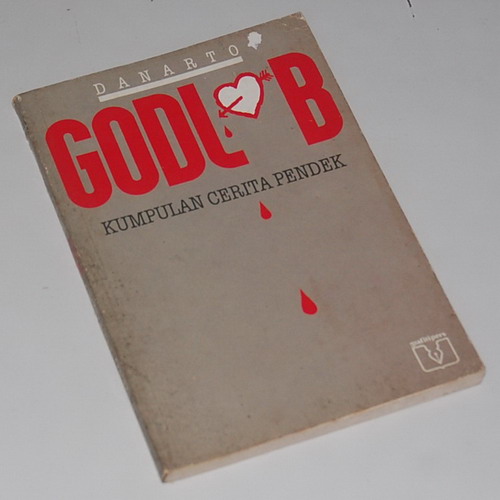 DANARTO
GODLOB
KUMPULAN CERITA PENDEK